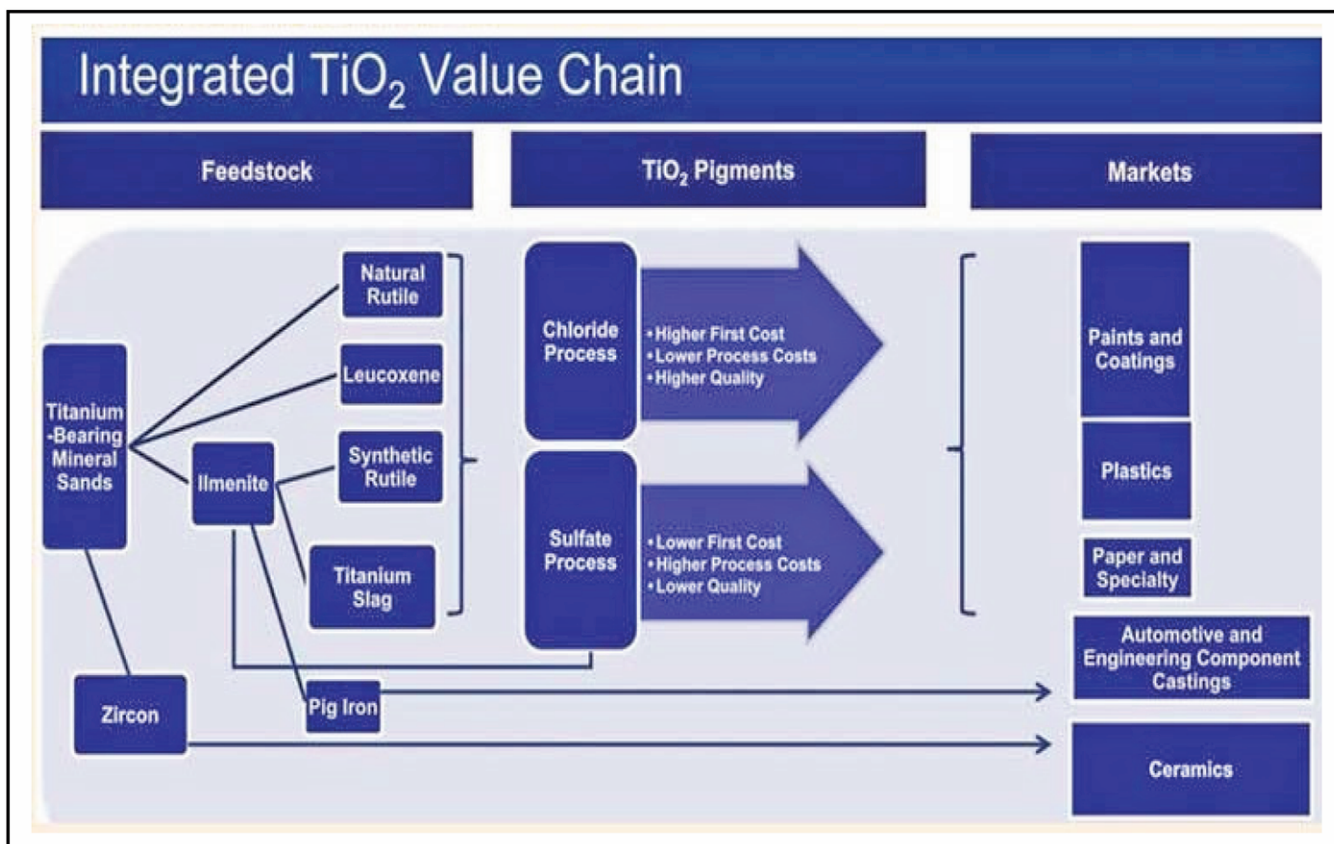 Integrated TiO₂ Value Chain
Feedstock
TiO₂ Pigments
Markets
Titanium
-Bearing
Mineral
Sands
Zircon
Ilmenite
Natural
Rutile
Leucoxene
Synthetic
Rutile
Titanium
Slag
Pig Iron
Chloride
Process
• Higher First Cost
• Lower Process Costs
• Higher Quality
Sulfate
Process
• Lower First Cost
• Higher Process Costs
• Lower Quality
Paints and
Coatings
Plastics
Paper and
Specialty
Automotive and
Engineering Component
Castings
Ceramics